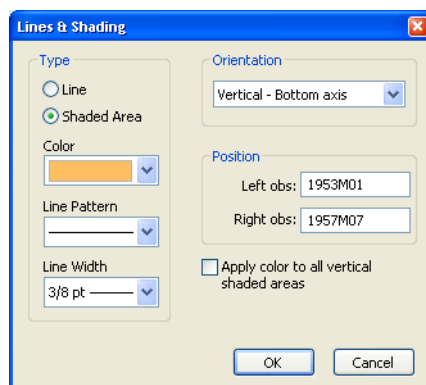 Lines & Shading
Type
Line
Shaded Area
Color
Line Pattern
Line Width
3/8 pt
Orientation
Vertical - Bottom axis
Position
Left obs: 1953M01
Right obs: 1957M07
Apply color to all vertical
shaded areas
OK
Cancel